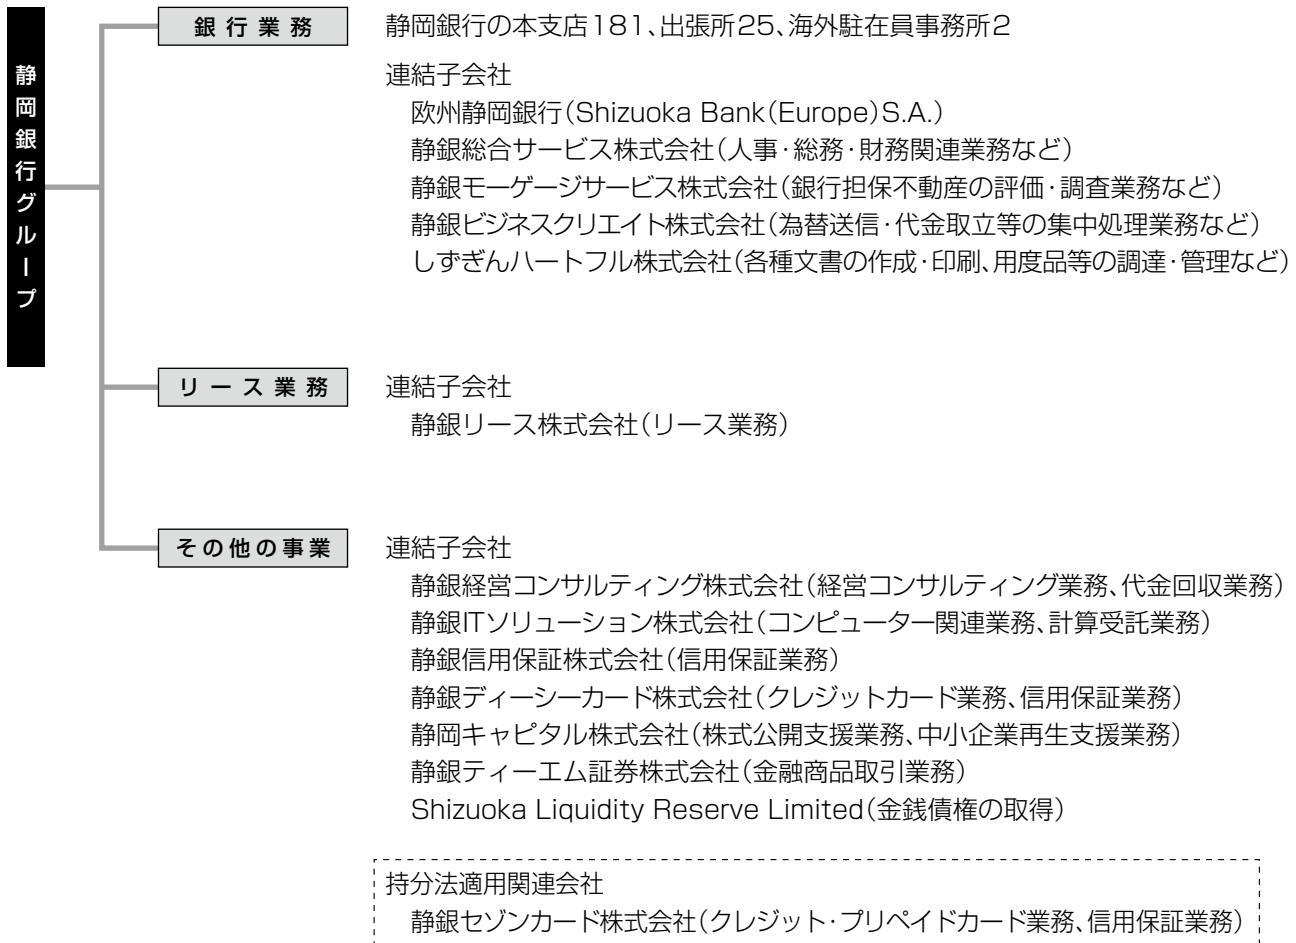 静岡銀行グループ
銀行業務
静岡銀行の本支店181、出張所25、海外駐在員事務所2
連結子会社
欧州静岡銀行(Shizuoka Bank(Europe)S.A.)
静銀総合サービス株式会社(人事・総務・財務関連業務など)
静銀モーゲージサービス株式会社(銀行担保不動産の評価・調査業務など)
静銀ビジネスクリエイト株式会社(為替送信・代金取立等の集中処理業務など)
しずぎんハートフル株式会社(各種文書の作成・印刷、用度品等の調達・管理など)
リース業務
連結子会社
静銀リース株式会社(リース業務)
その他の事業
連結子会社
静銀経営コンサルティング株式会社(経営コンサルティング業務、代金回収業務)
静銀ITソリューション株式会社(コンピューター関連業務、計算受託業務)
静銀信用保証株式会社(信用保証業務)
静銀ディーシーカード株式会社(クレジットカード業務、信用保証業務)
静岡キャピタル株式会社(株式公開支援業務、中小企業再生支援業務)
静銀ティーエム証券株式会社(金融商品取引業務)
Shizuoka Liquidity Reserve Limited(金銭債権の取得)
持分法適用関連会社
静銀セゾンカード株式会社(クレジット・プリペイドカード業務、信用保証業務)